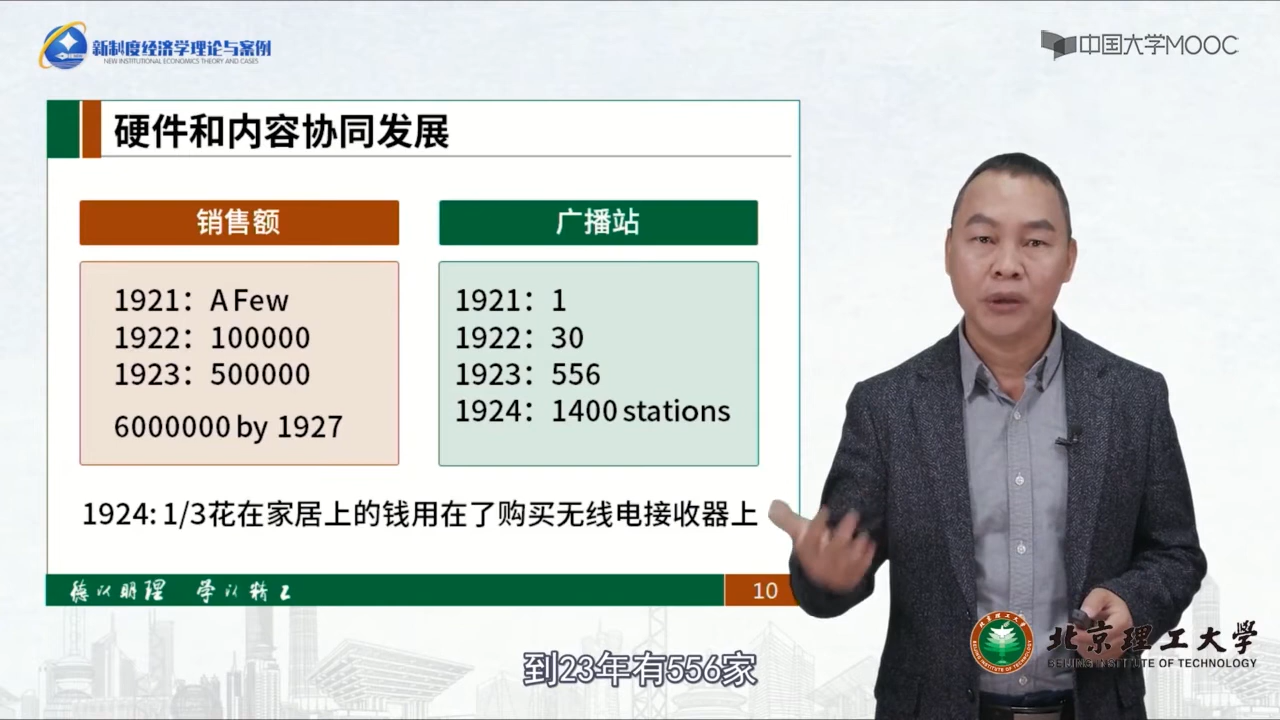 新制度经济学理论与案例
NEW INSTITUTIONAL ECONOMICS THEORY AND CASES
中国大学MOOC
硬件和内容协同发展
销售额
1921：A Few
1922：100000
1923：500000
6000000 by 1927
广播站
1921：1
1922：30
1923：556
1924：1400 stations
1924: 1/3花在家居上的钱用在了购买无线电接收器上
德以明理 学以精工
10
北京理工大学
BEIJING INSTITUTE OF TECHNOLOGY
到23年有556家